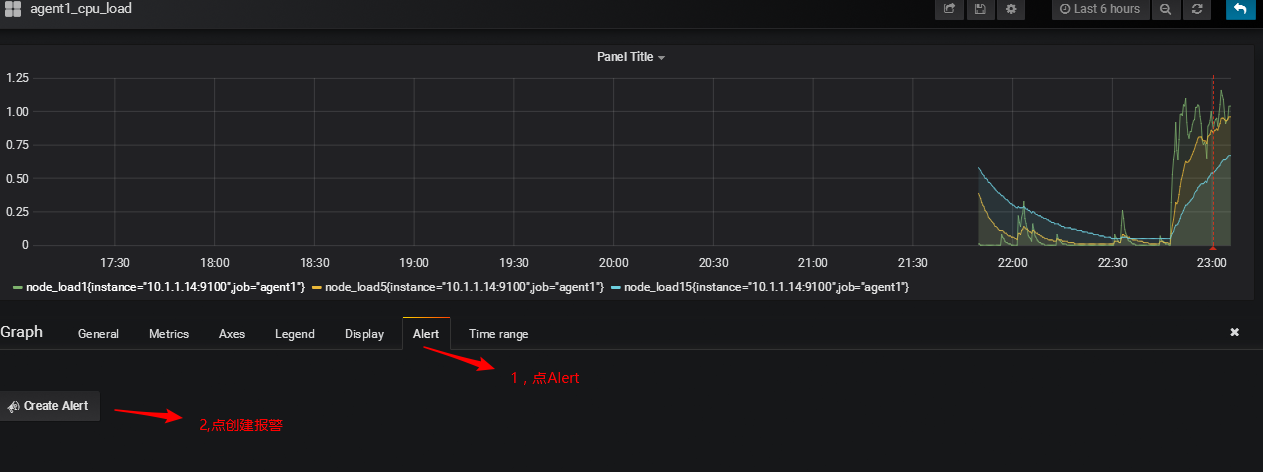 agent1_cpu_load
Last 6 hours
Panel Title
1.25
1.00
0.75
0.50
0.25
0
17:30 18:00 18:30 19:00 19:30 20:00 20:30 21:00 21:30 22:00 22:30 23:00
node_load1{instance="10.1.1.14:9100",job="agent1"} node_load5{instance="10.1.1.14:9100",job="agent1"} node_load15{instance="10.1.1.14:9100",job="agent1"}
Graph General Metrics Axes Legend Display Alert Time range
1，点Alert
Create Alert
2,点创建报警